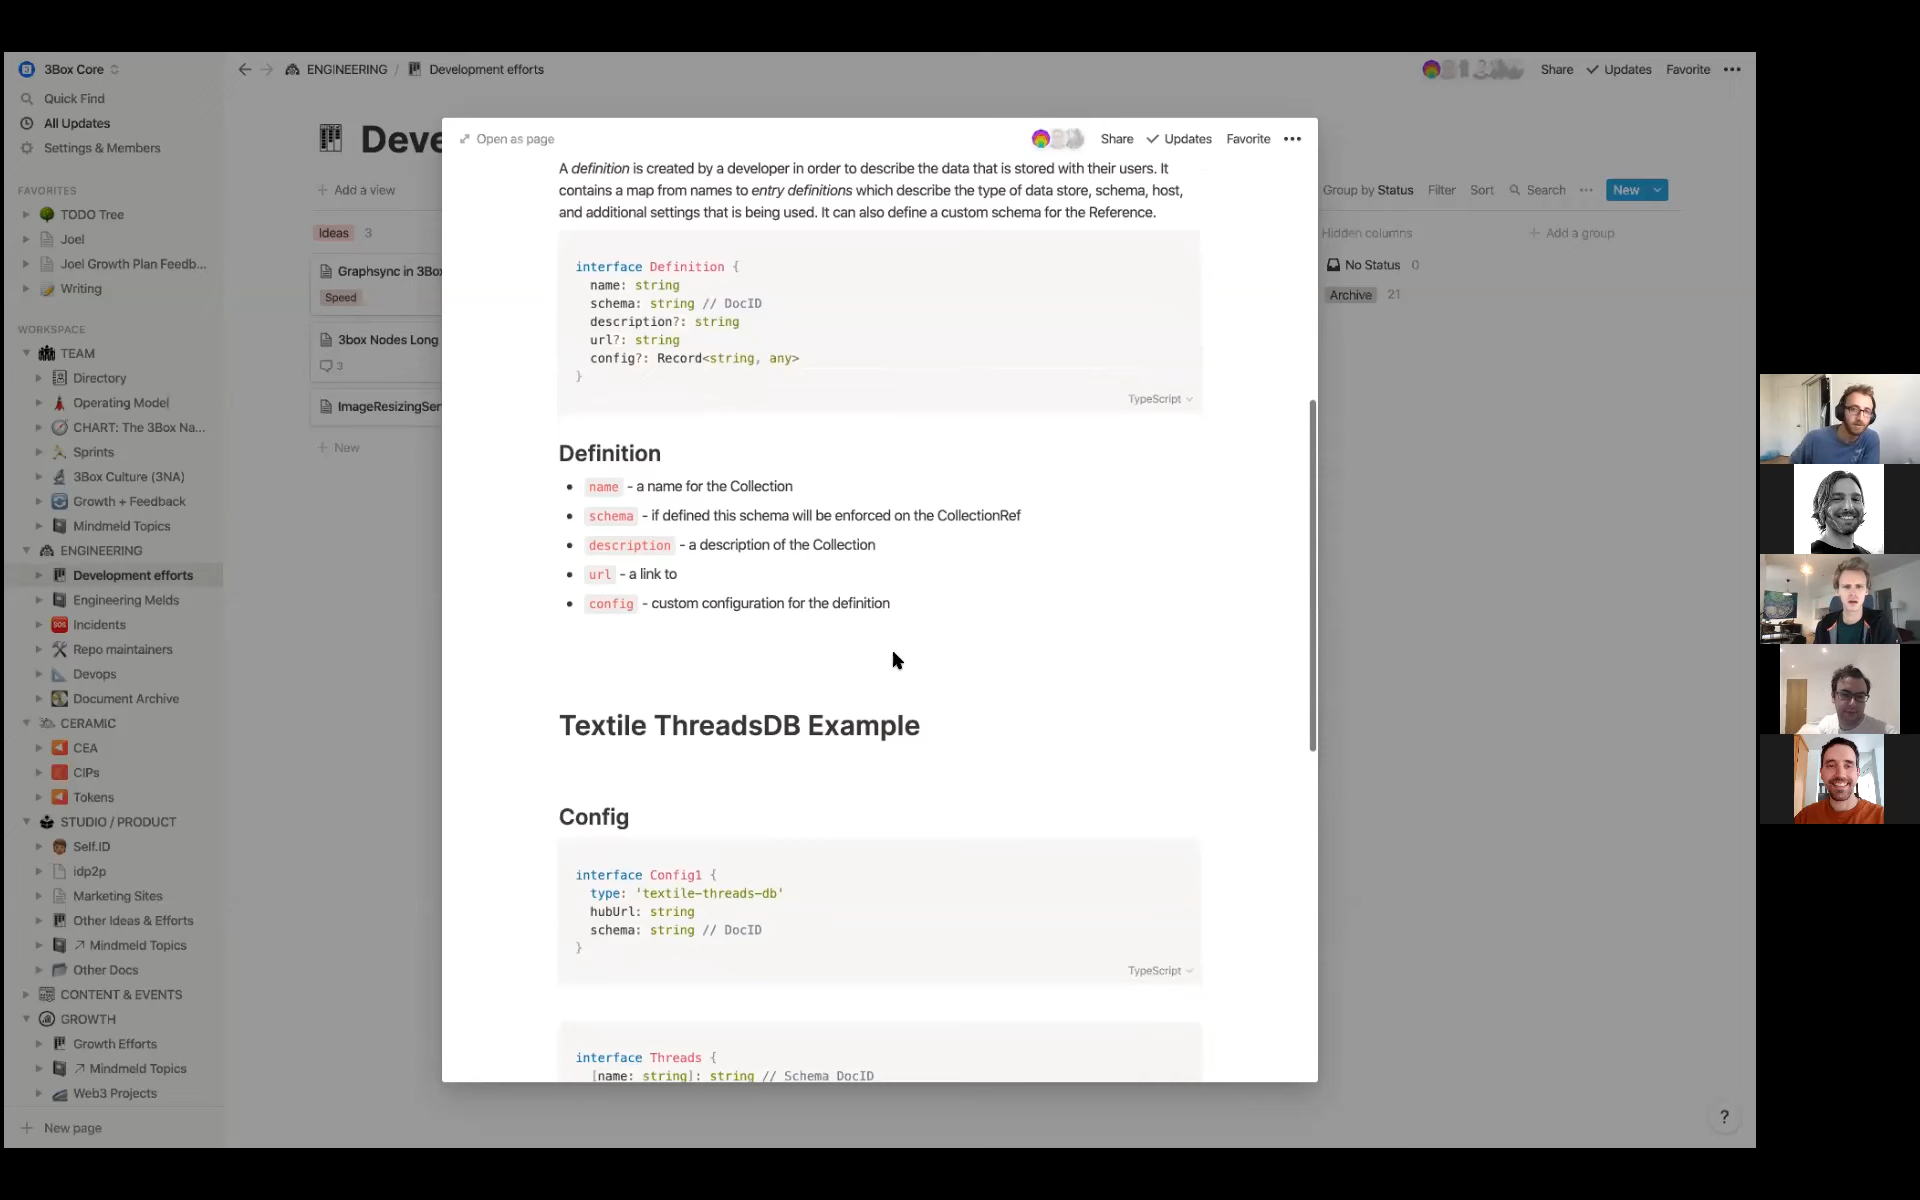 3Box Core
Quick Find
All Updates
Settings & Members
FAVORITES
TODO Tree
Joel
Joel Growth Plan Feedb...
Writing
WORKSPACE
TEAM
Directory
Operating Model
CHART: The 3Box Na...
Sprints
3Box Culture (3NA)
Growth + Feedback
Mindmeld Topics
ENGINEERING
Development efforts
Engineering Melds
Incidents
Repo maintainers
Devops
Document Archive
CERAMIC
CEA
CIPs
Tokens
STUDIO / PRODUCT
Self.ID
idp2p
Marketing Sites
Other Ideas & Efforts
Mindmeld Topics
Other Docs
CONTENT & EVENTS
GROWTH
Growth Efforts
Mindmeld Topics
Web3 Projects
New page
ENGINEERING / Development efforts
Share Updates Favorite
Deve
Add a view
Group by Status Filter Sort Search New
Ideas 3
Graphsync in 3Box
Speed
3box Nodes Long
3
ImageResizingSer
New
Hidden columns
Add a group
No Status 0
Archive 21
Open as page
Share Updates Favorite
A definition is created by a developer in order to describe the data that is stored with their users. It
contains a map from names to entry definitions which describe the type of data store, schema, host,
and additional settings that is being used. It can also define a custom schema for the Reference.
interface Definition {
name: string
schema: string // DocID
description?: string
url?: string
config?: Record<string, any>
}
TypeScript
Definition
• name - a name for the Collection
• schema - if defined this schema will be enforced on the CollectionRef
• description - a description of the Collection
• url - a link to
• config - custom configuration for the definition
Textile ThreadsDB Example
Config
interface Config1 {
type: 'textile-threads-db'
hubUrl: string
schema: string // DocID
}
TypeScript
interface Threads {
[name: string]: string // Schema DocID
?